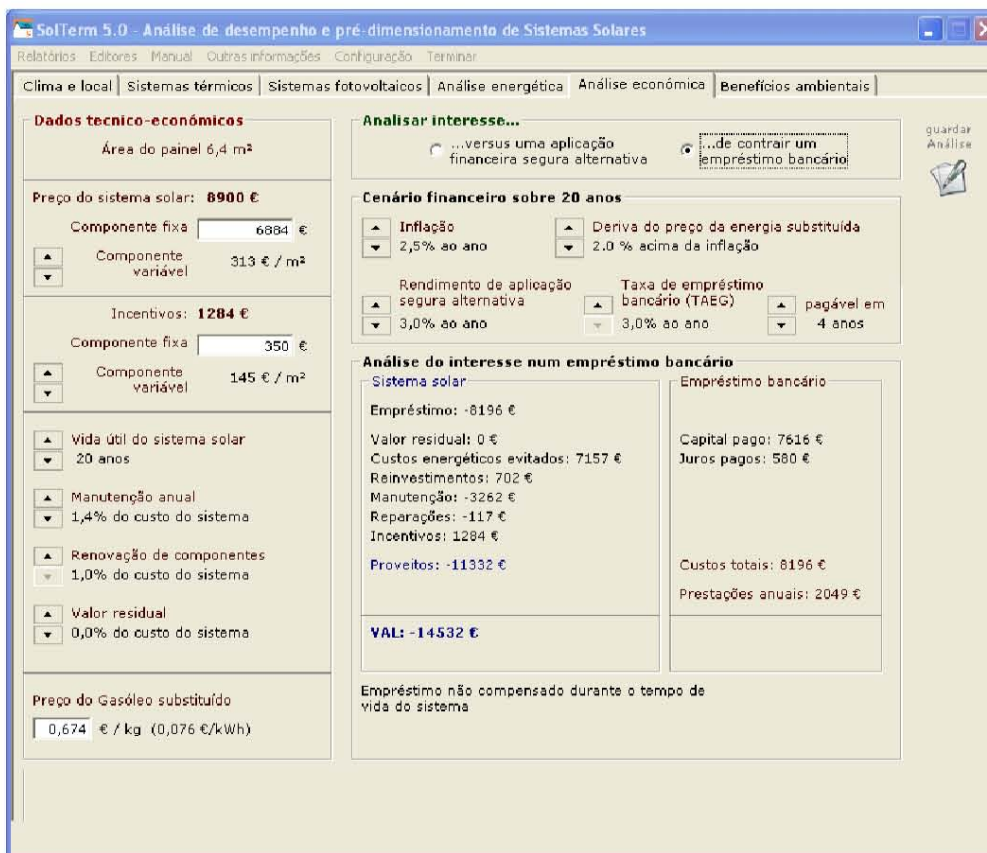 SolTerm 5.0 - Análise de desempenho e pré-dimensionamento de Sistemas Solares
Relatórios Editores Manual Outras informações Configuração Terminar
Clima e local Sistemas térmicos Sistemas fotovoltaicos Análise energética Análise económica Benefícios ambientais
Dados tecnico-económicos
Área do painel 6,4 m²
Preço do sistema solar: 8900 €
Componente fixa 6884 €
Componente variável 313 € / m²
Incentivos: 1284 €
Componente fixa 350 €
Componente variável 145 € / m²
Vida útil do sistema solar
20 anos
Manutenção anual
1,4% do custo do sistema
Renovação de componentes
1,0% do custo do sistema
Valor residual
0,0% do custo do sistema
Preço do Gasóleo substituído
0,674 € / kg (0,076 €/kWh)
Analisar interesse...
...versus uma aplicação
financeira segura alternativa
...de contrair um
empréstimo bancário
guardar
Análise
Cenário financeiro sobre 20 anos
Inflação
2,5% ao ano
Deriva do preço da energia substituída
2.0 % acima da inflação
Rendimento de aplicação
segura alternativa
3,0% ao ano
Taxa de empréstimo
bancário (TAEG)
3,0% ao ano
pagável em
4 anos
Análise do interesse num empréstimo bancário
Sistema solar
Empréstimo: -8196 €
Valor residual: 0 €
Custos energéticos evitados: 7157 €
Reinvestimentos: 702 €
Manutenção: -3262 €
Reparações: -117 €
Incentivos: 1284 €
Proveitos: -11332 €
VAL: -14532 €
Empréstimo bancário
Capital pago: 7616 €
Juros pagos: 580 €
Custos totais: 8196 €
Prestações anuais: 2049 €
Empréstimo não compensado durante o tempo de
vida do sistema